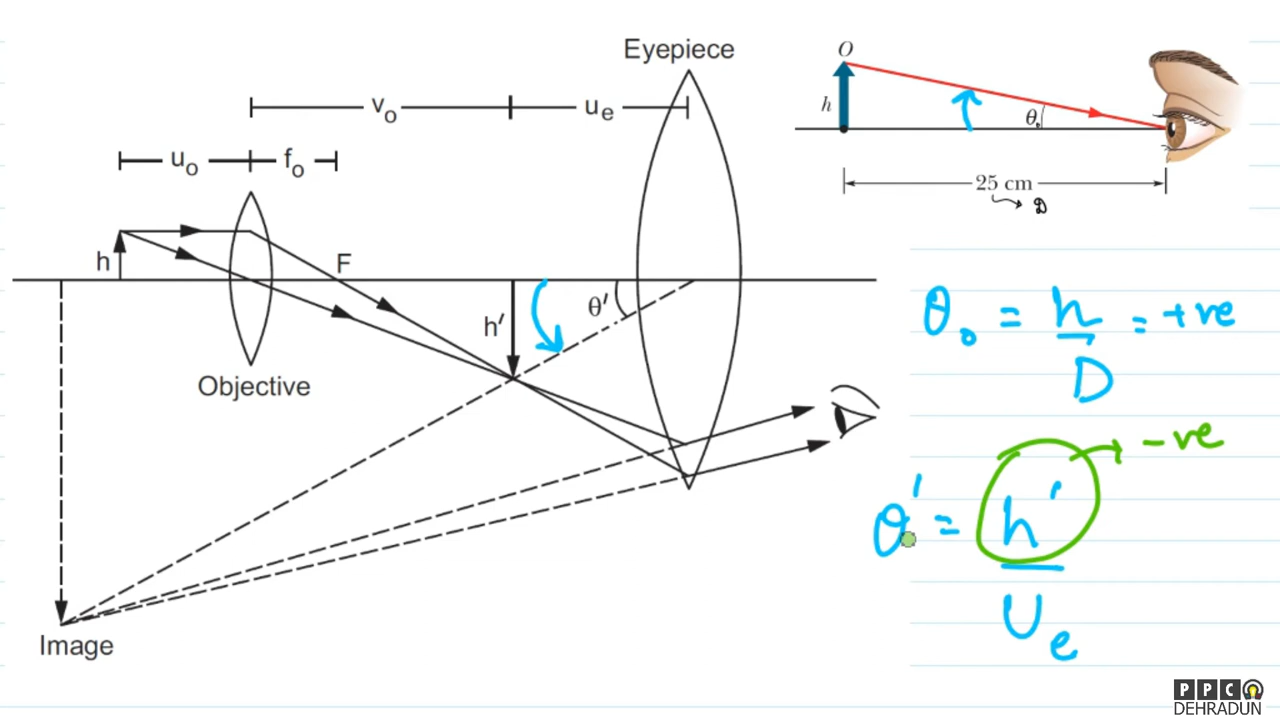 Eyepiece
v₀
uₑ
u₀
f₀
h
F
h′
θ′
Objective
Image
O
h
θ₀
25 cm
→ D
θ₀ = h/D = +ve
θ′ = h′/Uₑ
→ -ve
PPC
DEHRADUN